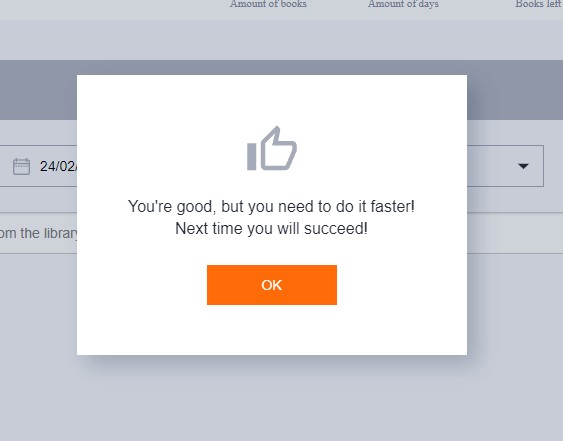 Amount of books Amount of days Books left
24/02/
You're good, but you need to do it faster!
Next time you will succeed!
om the library
OK